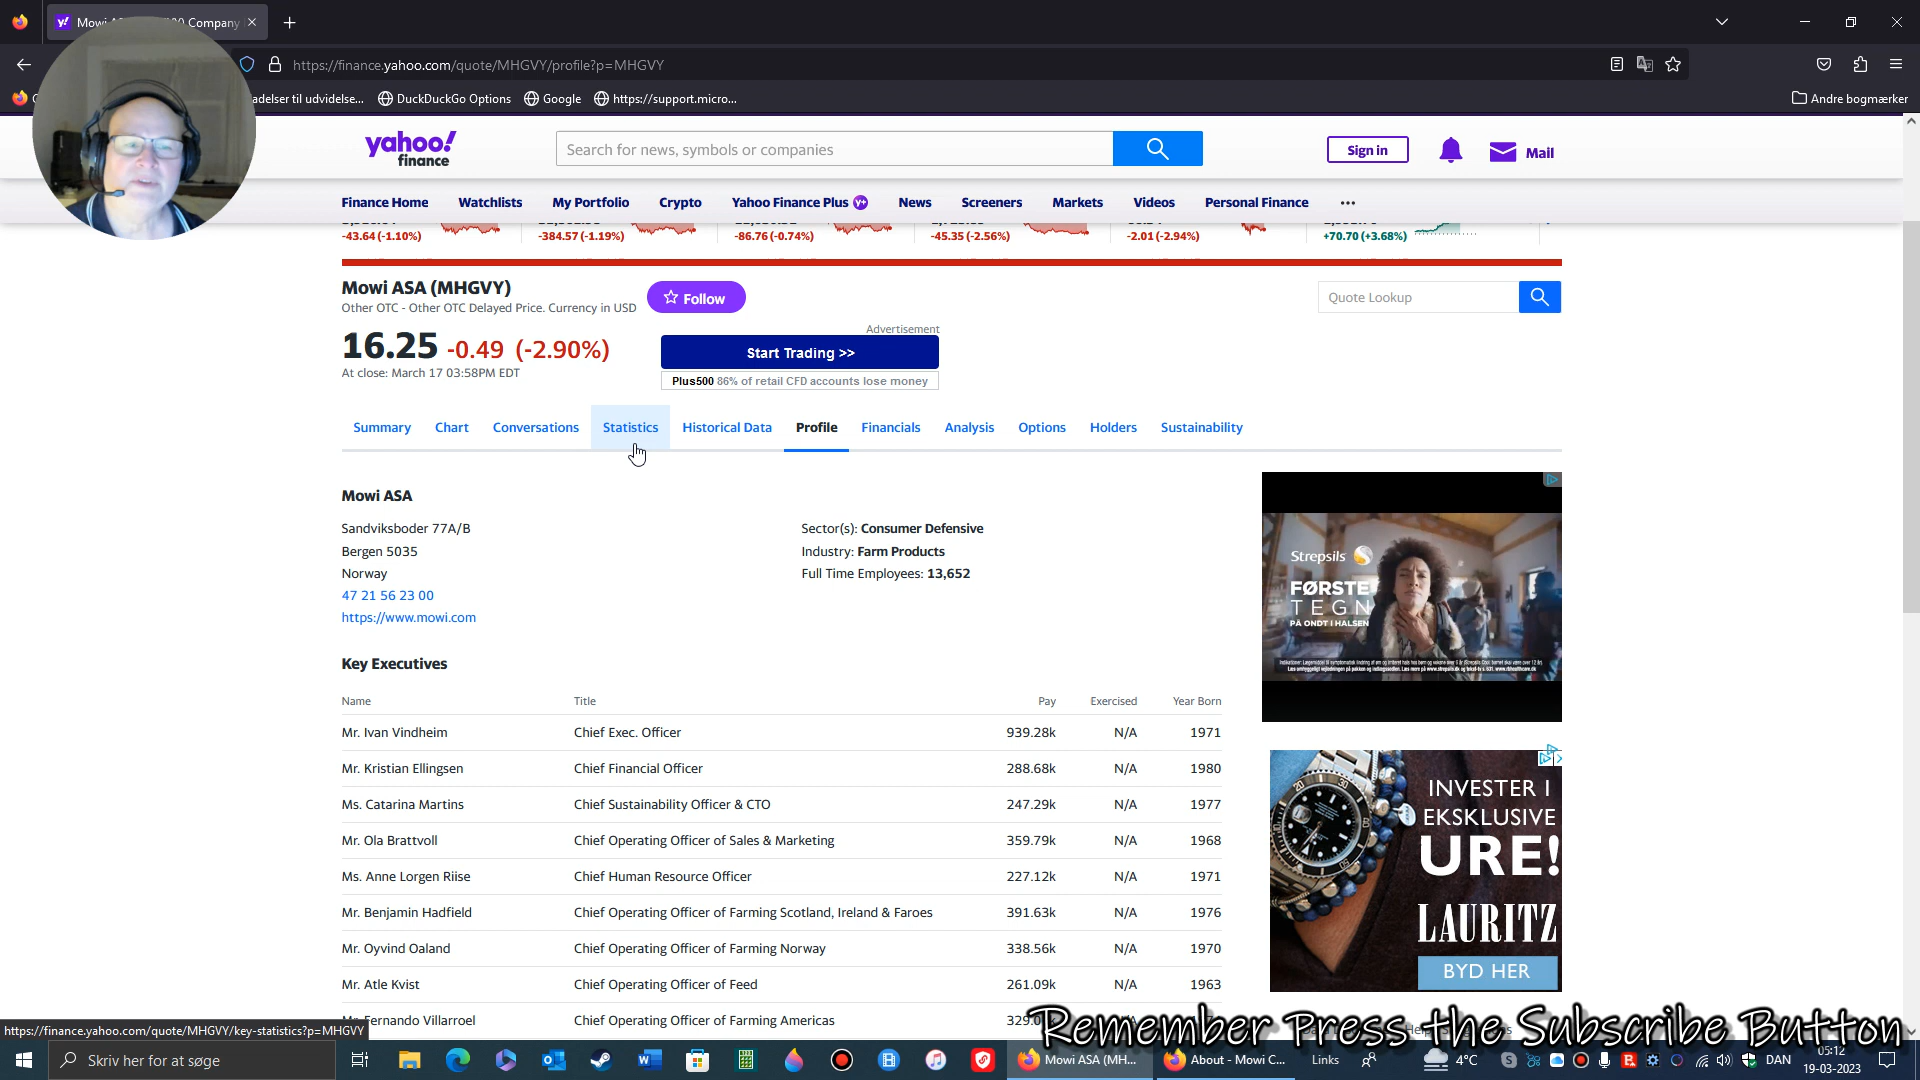 Company
https://finance.yahoo.com/quote/MHGVY/profile?p=MHGVY
adelser til udvidelse... DuckDuckGo Options Google https://support.micro... Andre bogmærker
yahoo!
finance
Search for news, symbols or companies
Sign in
Mail
Finance Home Watchlists My Portfolio Crypto Yahoo Finance Plus News Screeners Markets Videos Personal Finance ...
-43.64 (-1.10%) -384.57 (-1.19%) -86.76 (-0.74%) -45.35 (-2.56%) -2.01 (-2.94%) +70.70 (+3.68%)
Mowi ASA (MHGVY)
Other OTC - Other OTC Delayed Price. Currency in USD
Follow
Quote Lookup
16.25 -0.49 (-2.90%)
At close: March 17 03:58PM EDT
Advertisement
Start Trading >>
Plus500 86% of retail CFD accounts lose money
Summary Chart Conversations Statistics Historical Data Profile Financials Analysis Options Holders Sustainability
Mowi ASA
Sandviksboder 77A/B
Bergen 5035
Norway
47 21 56 23 00
https://www.mowi.com
Sector(s): Consumer Defensive
Industry: Farm Products
Full Time Employees: 13,652
Key Executives
Name Title Pay Exercised Year Born
Mr. Ivan Vindheim Chief Exec. Officer 939.28k N/A 1971
Mr. Kristian Ellingsen Chief Financial Officer 288.68k N/A 1980
Ms. Catarina Martins Chief Sustainability Officer & CTO 247.29k N/A 1977
Mr. Ola Brattvoll Chief Operating Officer of Sales & Marketing 359.79k N/A 1968
Ms. Anne Lorgen Riise Chief Human Resource Officer 227.12k N/A 1971
Mr. Benjamin Hadfield Chief Operating Officer of Farming Scotland, Ireland & Faroes 391.63k N/A 1976
Mr. Oyvind Oaland Chief Operating Officer of Farming Norway 338.56k N/A 1970
Mr. Atle Kvist Chief Operating Officer of Feed 261.09k N/A 1963
Fernando Villarroel Chief Operating Officer of Farming Americas
Strepsils
FØRSTE
TEGN
PÅ ONDT I HALSEN
INVESTER I
EKSKLUSIVE
URE!
LAURITZ
BYD HER
https://finance.yahoo.com/quote/MHGVY/key-statistics?p=MHGVY
Remember Press the Subscribe Button
Skriv her for at søge
Mowi ASA (MH... About - Mowi C... Links 4°C DAN
05:12
19-03-2023